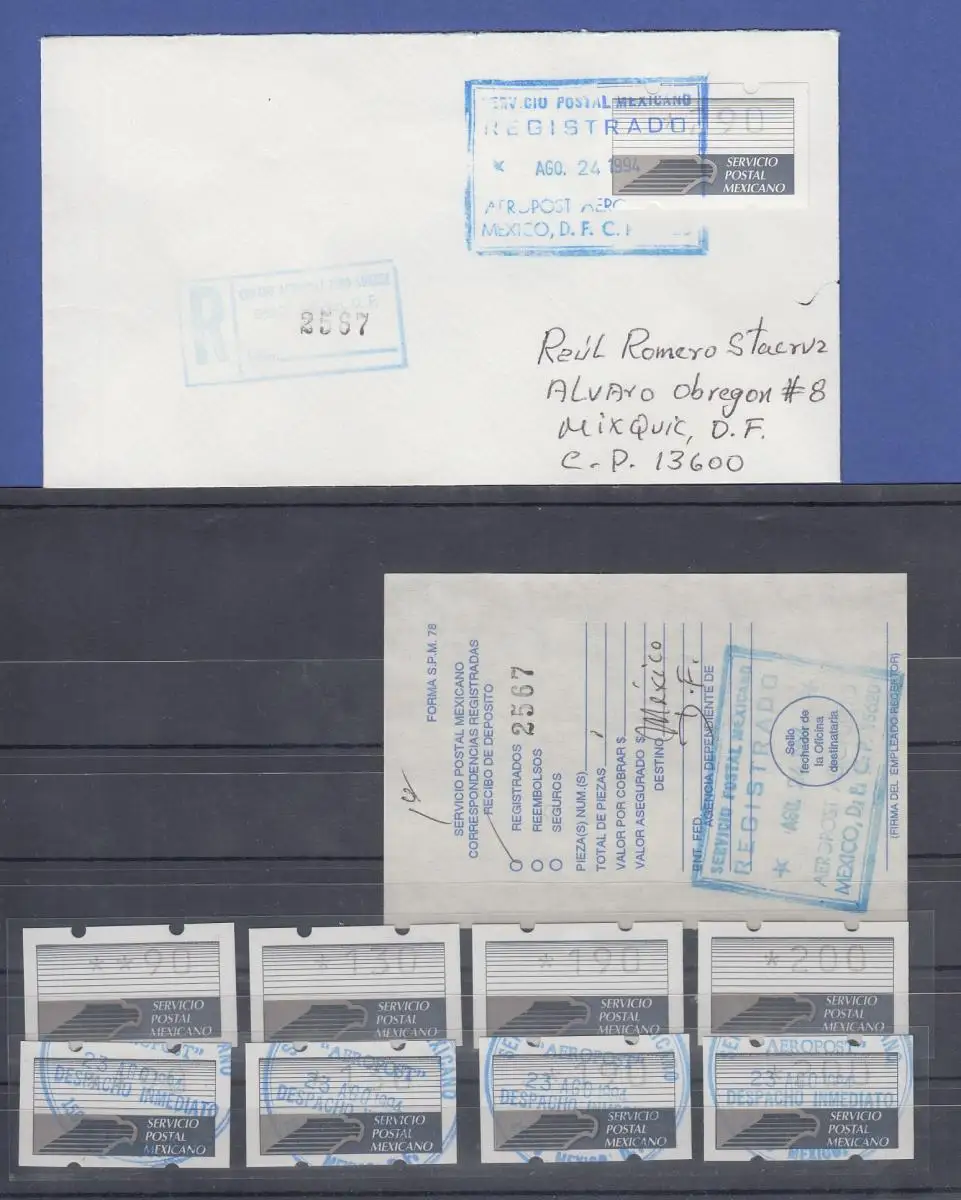 SERVICIO POSTAL MEXICANO
REGISTRADO
* AGO. 24 1994
AEROPOST AERO
MEXICO, D. F. C. P.
90
SERVICIO
POSTAL
MEXICANO
R
2567
Raúl Romero Stacruz
Alvaro Obregon #8
Mixquic, D.F.
C.P. 13600
FORMA S.P.M. 78
SERVICIO POSTAL MEXICANO
CORRESPONDENCIAS REGISTRADAS
RECIBO DE DEPOSITO
REGISTRADOS 2567
REEMBOLSOS
SEGUROS
PIEZA(S) NUM.(S)
TOTAL DE PIEZAS 1
VALOR POR COBRAR $
VALOR ASEGURADO $
DESTINO México
ENT. FED. D.F.
AGENCIA DEPENDIENTE DE
SERVICIO POSTAL MEXICANO
REGISTRADO
AEROPOST
MEXICO, D.
Sello
fechador de
la Oficina
destinataria
(FIRMA DEL EMPLEADO RECEPTOR)
**90
SERVICIO
POSTAL
MEXICANO
*130
SERVICIO
POSTAL
MEXICANO
*190
SERVICIO
POSTAL
MEXICANO
*200
SERVICIO
POSTAL
MEXICANO
"AEROPOST"
23 AGO 1994
DESPACHO INMEDIATO
SERVICIO
POSTAL
MEXICANO
"AEROPOST"
23 AGO 1994
DESPACHO
SERVICIO
POSTAL
MEXICANO
"AEROPOST"
23 AGO 1994
DESPACHO INMEDIATO
SERVICIO
POSTAL
MEXICANO
"AEROPOST"
23 AGO 1994
DESPACHO INMEDIATO
SERVICIO
POSTAL
MEXICANO